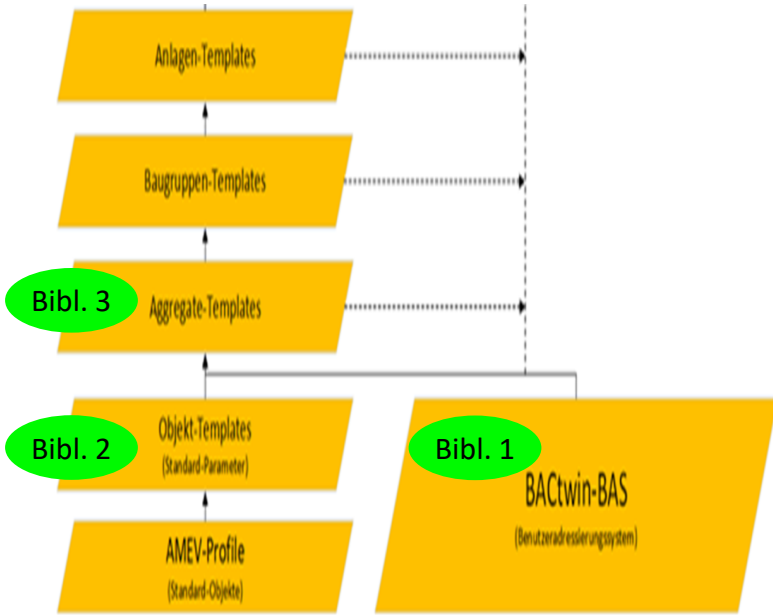 Anlagen-Templates
Baugruppen-Templates
Bibl. 3
Aggregate-Templates
Bibl. 2
Objekt-Templates
(Standard-Parameter)
Bibl. 1
BACtwin-BAS
(Benutzeradressierungssystem)
AMEV-Profile
(Standard-Objekte)